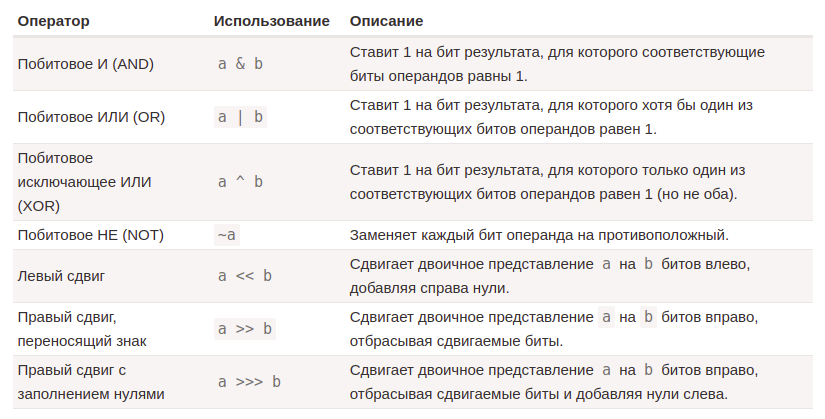 Оператор Использование Описание
Побитовое И (AND) a & b Ставит 1 на бит результата, для которого соответствующие
биты операндов равны 1.
Побитовое ИЛИ (OR) a | b Ставит 1 на бит результата, для которого хотя бы один из
соответствующих битов операндов равен 1.
Побитовое
исключающее ИЛИ
(XOR)
a ^ b
Ставит 1 на бит результата, для которого только один из
соответствующих битов операндов равен 1 (но не оба).
Побитовое НЕ (NOT) ~a Заменяет каждый бит операнда на противоположный.
Левый сдвиг a << b Сдвигает двоичное представление a на b битов влево,
добавляя справа нули.
Правый сдвиг,
переносящий знак
a >> b
Сдвигает двоичное представление a на b битов вправо,
отбрасывая сдвигаемые биты.
Правый сдвиг с
заполнением нулями
a >>> b
Сдвигает двоичное представление a на b битов вправо,
отбрасывая сдвигаемые биты и добавляя нули слева.